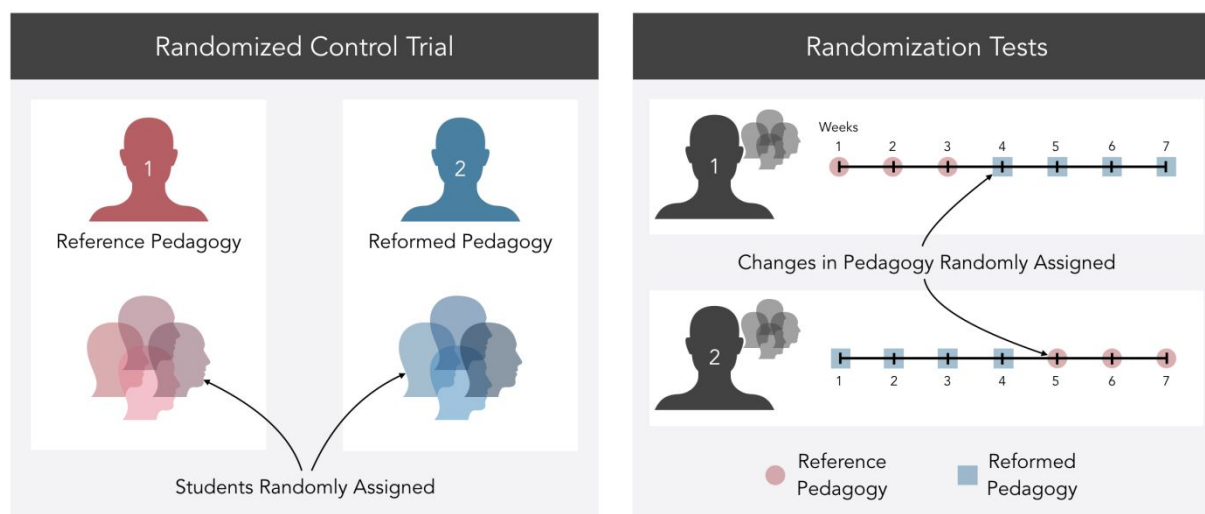 Randomized Control Trial
1
2
Reference Pedagogy
Reformed Pedagogy
Students Randomly Assigned
Randomization Tests
Weeks
1 2 3 4 5 6 7
1
Changes in Pedagogy Randomly Assigned
2
1 2 3 4 5 6 7
Reference
Pedagogy
Reformed
Pedagogy